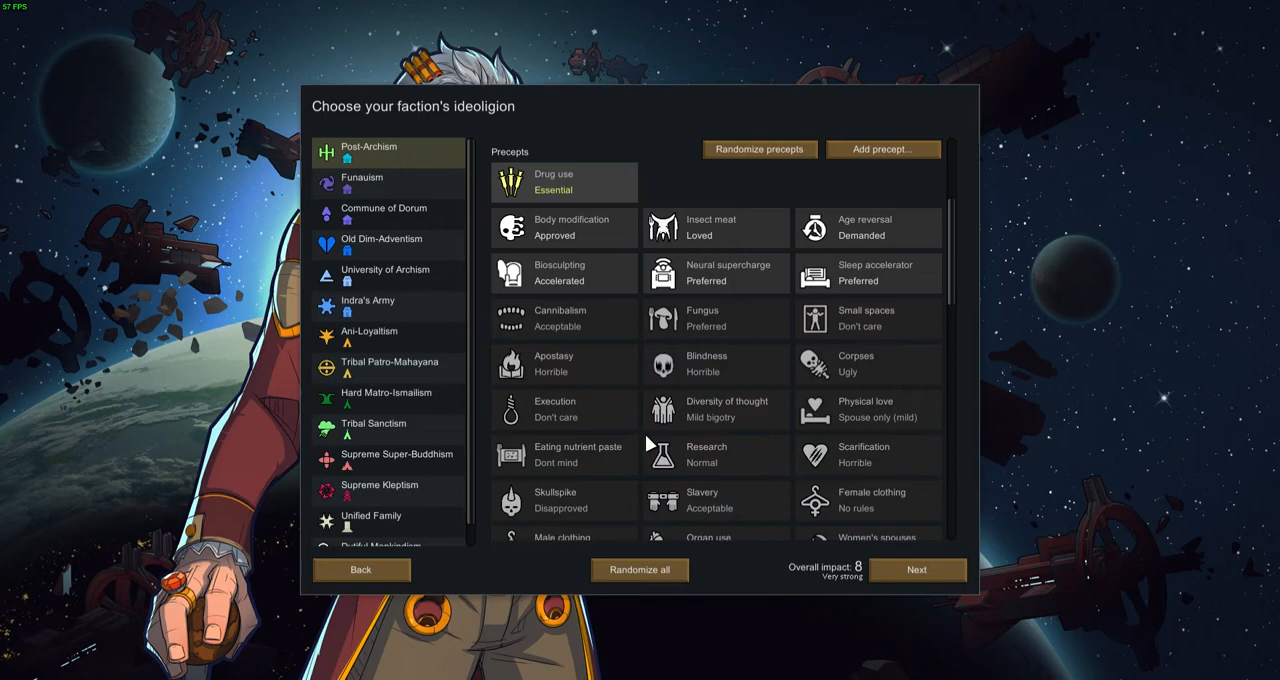 57 FPS
Choose your faction's ideoligion
Post-Archism
Funauism
Commune of Dorum
Old Dim-Adventism
University of Archism
Indra's Army
Ani-Loyaltism
Tribal Patro-Mahayana
Hard Matro-Ismailism
Tribal Sanctism
Supreme Super-Buddhism
Supreme Kleptism
Unified Family
Dutiful Mankindism
Precepts
Randomize precepts
Add precept...
Drug use
Essential
Body modification
Approved
Insect meat
Loved
Age reversal
Demanded
Biosculpting
Accelerated
Neural supercharge
Preferred
Sleep accelerator
Preferred
Cannibalism
Acceptable
Fungus
Preferred
Small spaces
Don't care
Apostasy
Horrible
Blindness
Horrible
Corpses
Ugly
Execution
Don't care
Diversity of thought
Mild bigotry
Physical love
Spouse only (mild)
Eating nutrient paste
Dont mind
Research
Normal
Scarification
Horrible
Skullspike
Disapproved
Slavery
Acceptable
Female clothing
No rules
Male clothing
Organ use
Women's spouses
Back
Randomize all
Overall impact: 8
Very strong
Next